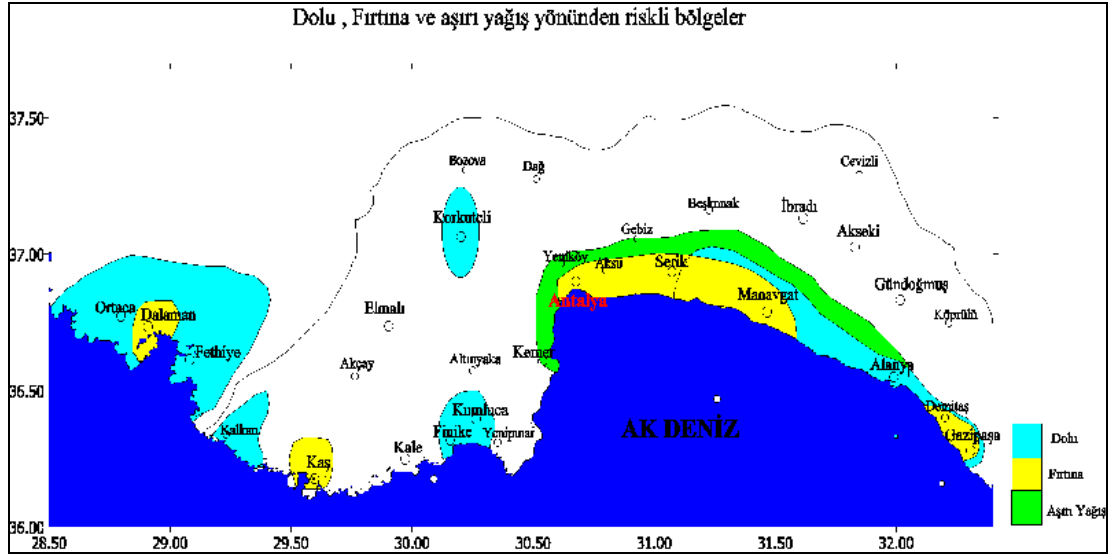 Dolu , Fırtına ve aşırı yağış yönünden riskli bölgeler
37.50
37.00
36.50
36.00
28.50
29.00
29.50
30.00
30.50
31.00
31.50
32.00
Bozova
Dağ
Cevizli
Korkuteli
Beşkonak
İbradı
Gebiz
Akseki
Yeniköy
Aksu
Serik
Gündoğmuş
Ortaca
Dalaman
Elmalı
Antalya
Manavgat
Köprülü
Fethiye
Akçay
Altınyaka
Kemer
Alanya
Kalkan
Kumluca
Finike
Yenipınar
Demitaş
Gazipaşa
Kaş
Kale
AK DENİZ
Dolu
Fırtına
Aşırı Yağış